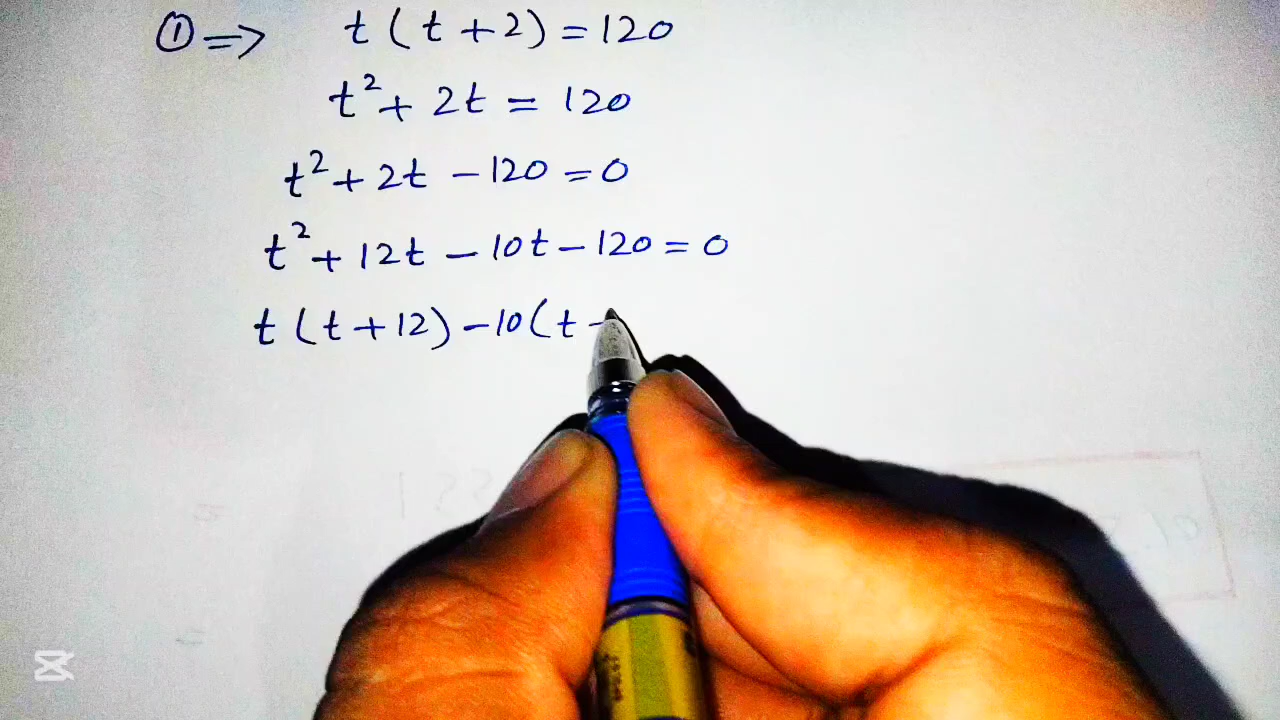 ① => t(t+2)=120
t²+2t=120
t²+2t-120=0
t²+12t-10t-120=0
t(t+12)-10(t